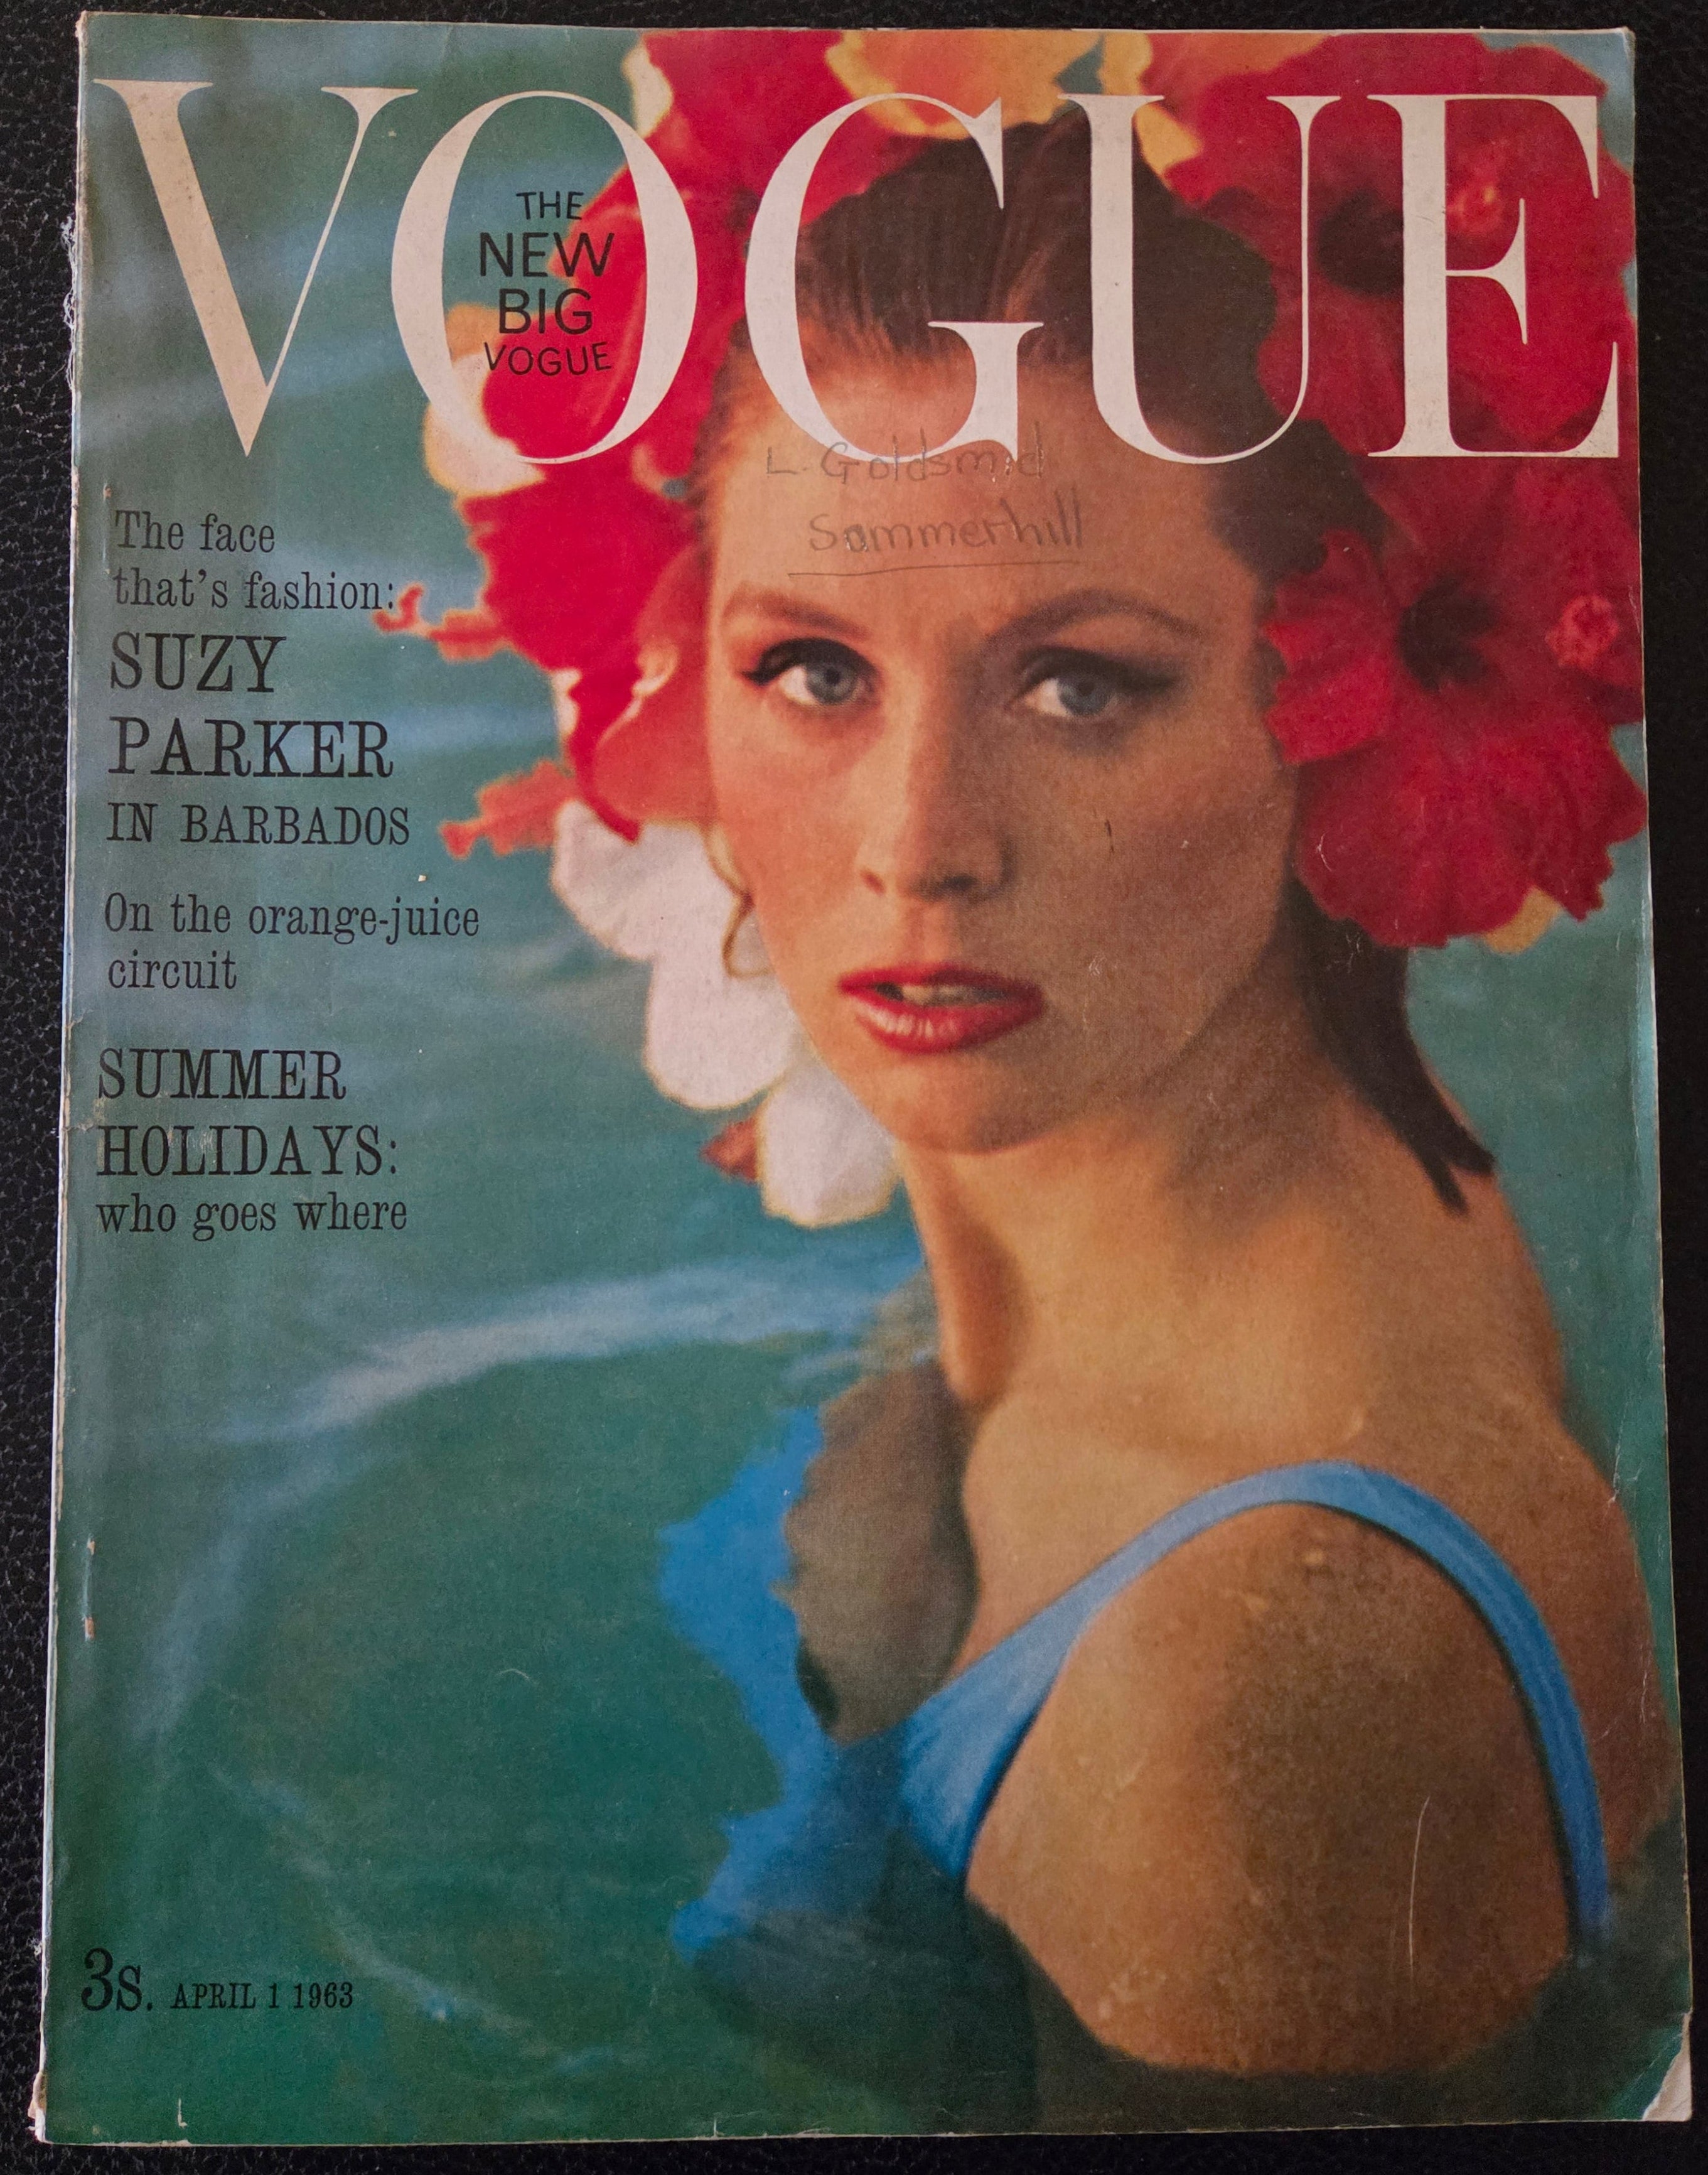 VOGUE
THE
NEW
BIG
VOGUE
L. Goldsmid
Sommerhill
The face
that's fashion:
SUZY
PARKER
IN BARBADOS
On the orange-juice
circuit
SUMMER
HOLIDAYS:
who goes where
3s. APRIL 1 1963